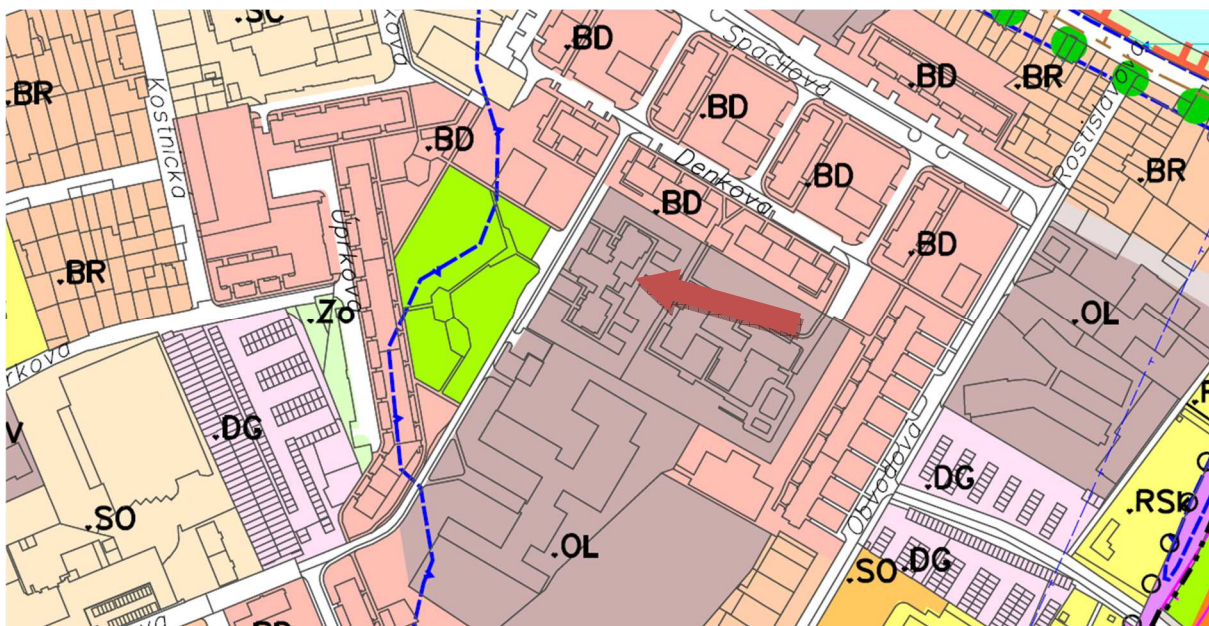 SC
BD
Spáčilova
BD
BR
BR
Kostnická
BD
BD
Rostislavova
BR
Denkova
BD
BD
BD
BR
Úprkova
Zo
OL
DG
DG
Obvodová
RSk
SO
OL
SO
DG